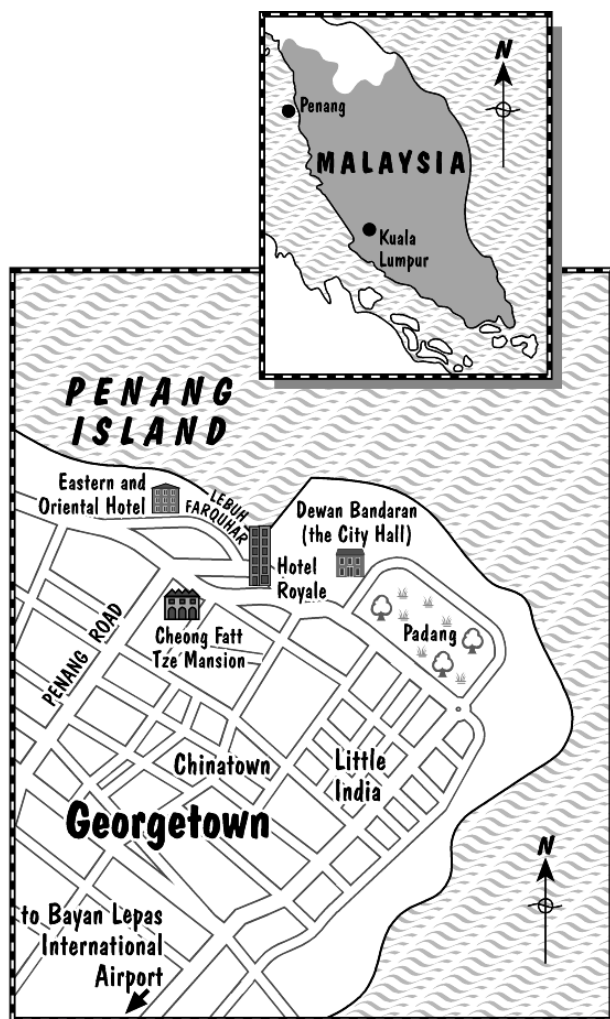 N
Penang
MALAYSIA
Kuala
Lumpur
PENANG
ISLAND
Eastern and
Oriental Hotel
LEBUH
FARQUHAR
Dewan Bandaran
(the City Hall)
Hotel
Royale
Padang
Cheong Fatt
Tze Mansion
PENANG ROAD
Chinatown
Little
India
Georgetown
N
to Bayan Lepas
International
Airport